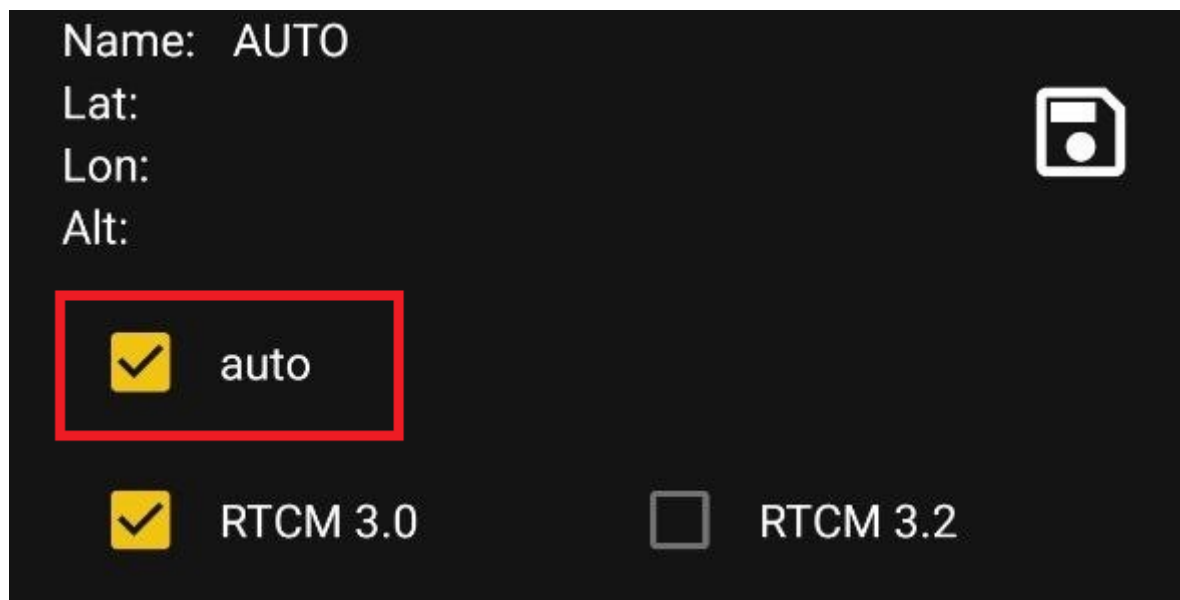 Name: AUTO
Lat:
Lon:
Alt:
auto
RTCM 3.0 RTCM 3.2